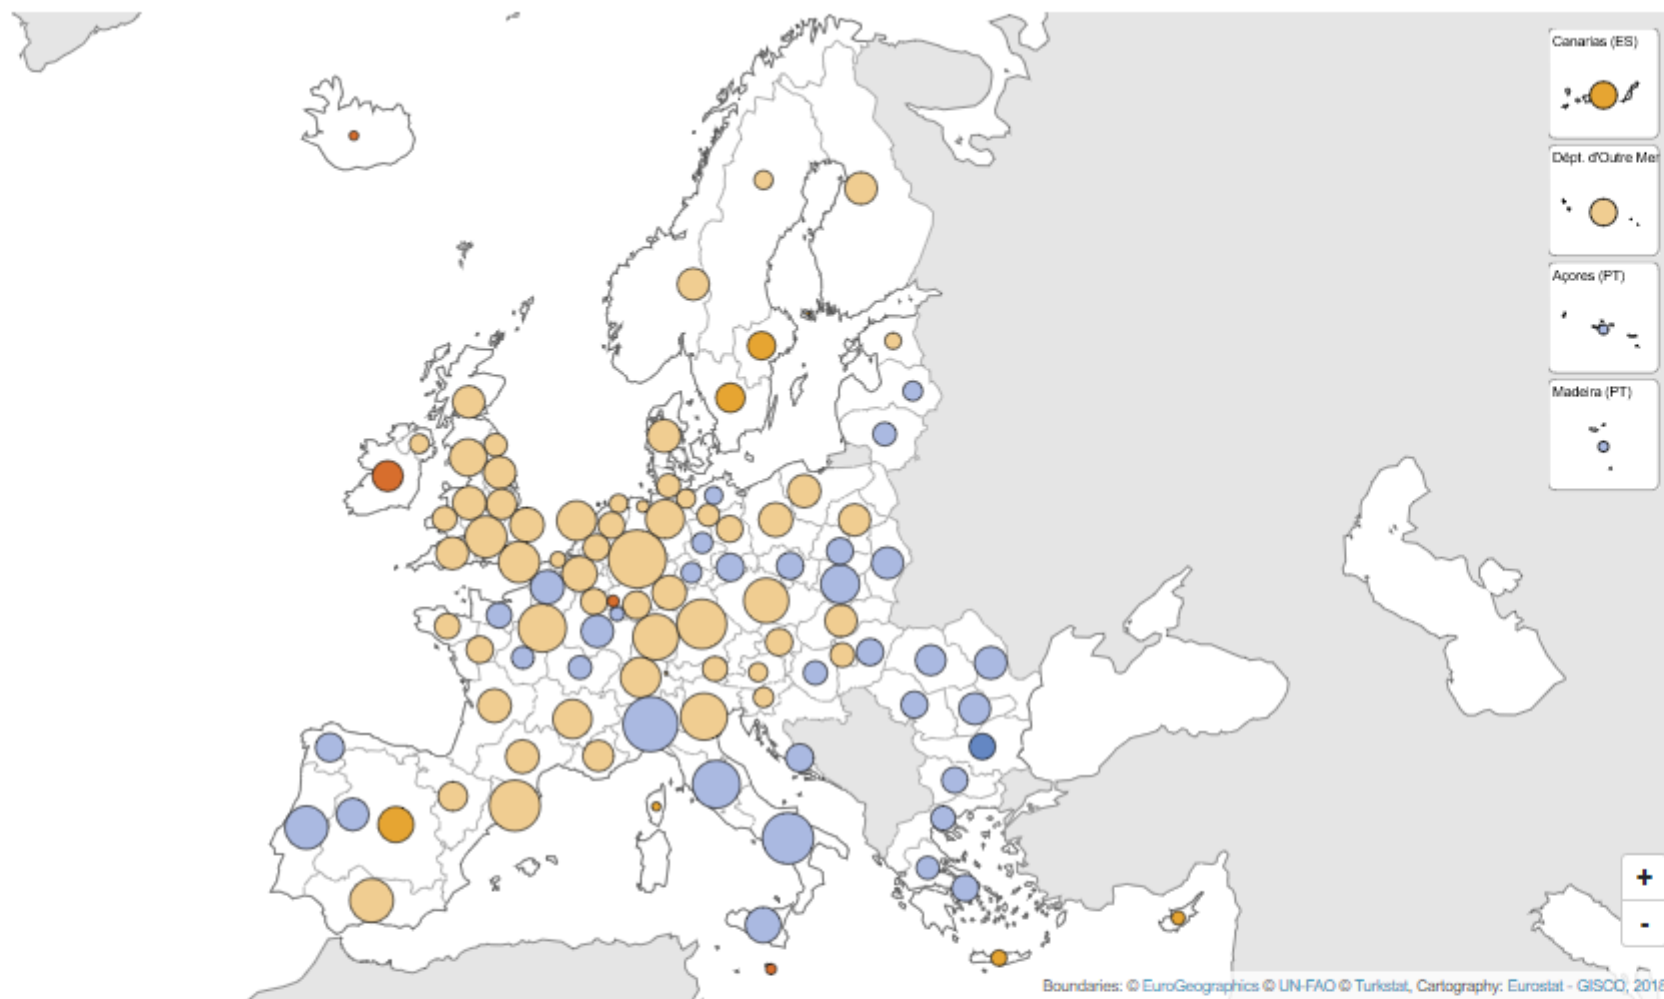 Canarias (ES)
Dépt. d'Outre Mer
Açores (PT)
Madeira (PT)
+
-
Boundaries: © EuroGeographics © UN-FAO © Turkstat, Cartography: Eurostat - GISCO, 2018